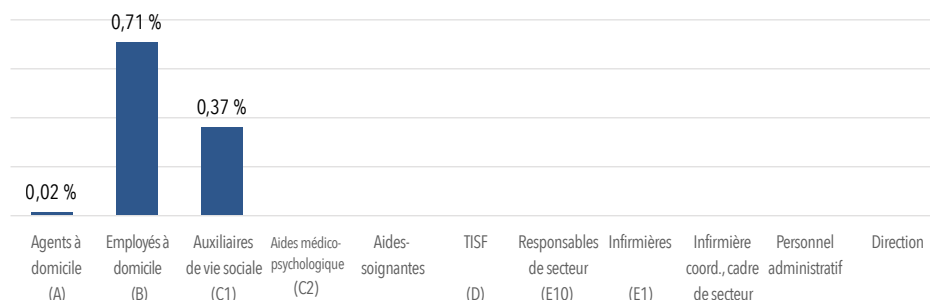 0,71 %
0,37 %
0,02 %
Agents à
domicile
(A)
Employés à
domicile
(B)
Auxiliaires
de vie sociale
(C1)
Aides médico-
psychologique
(C2)
Aides-
soignantes
TISF
(D)
Responsables
de secteur
(E10)
Infirmières
(E1)
Infirmière
coord., cadre
de secteur
Personnel
administratif
Direction